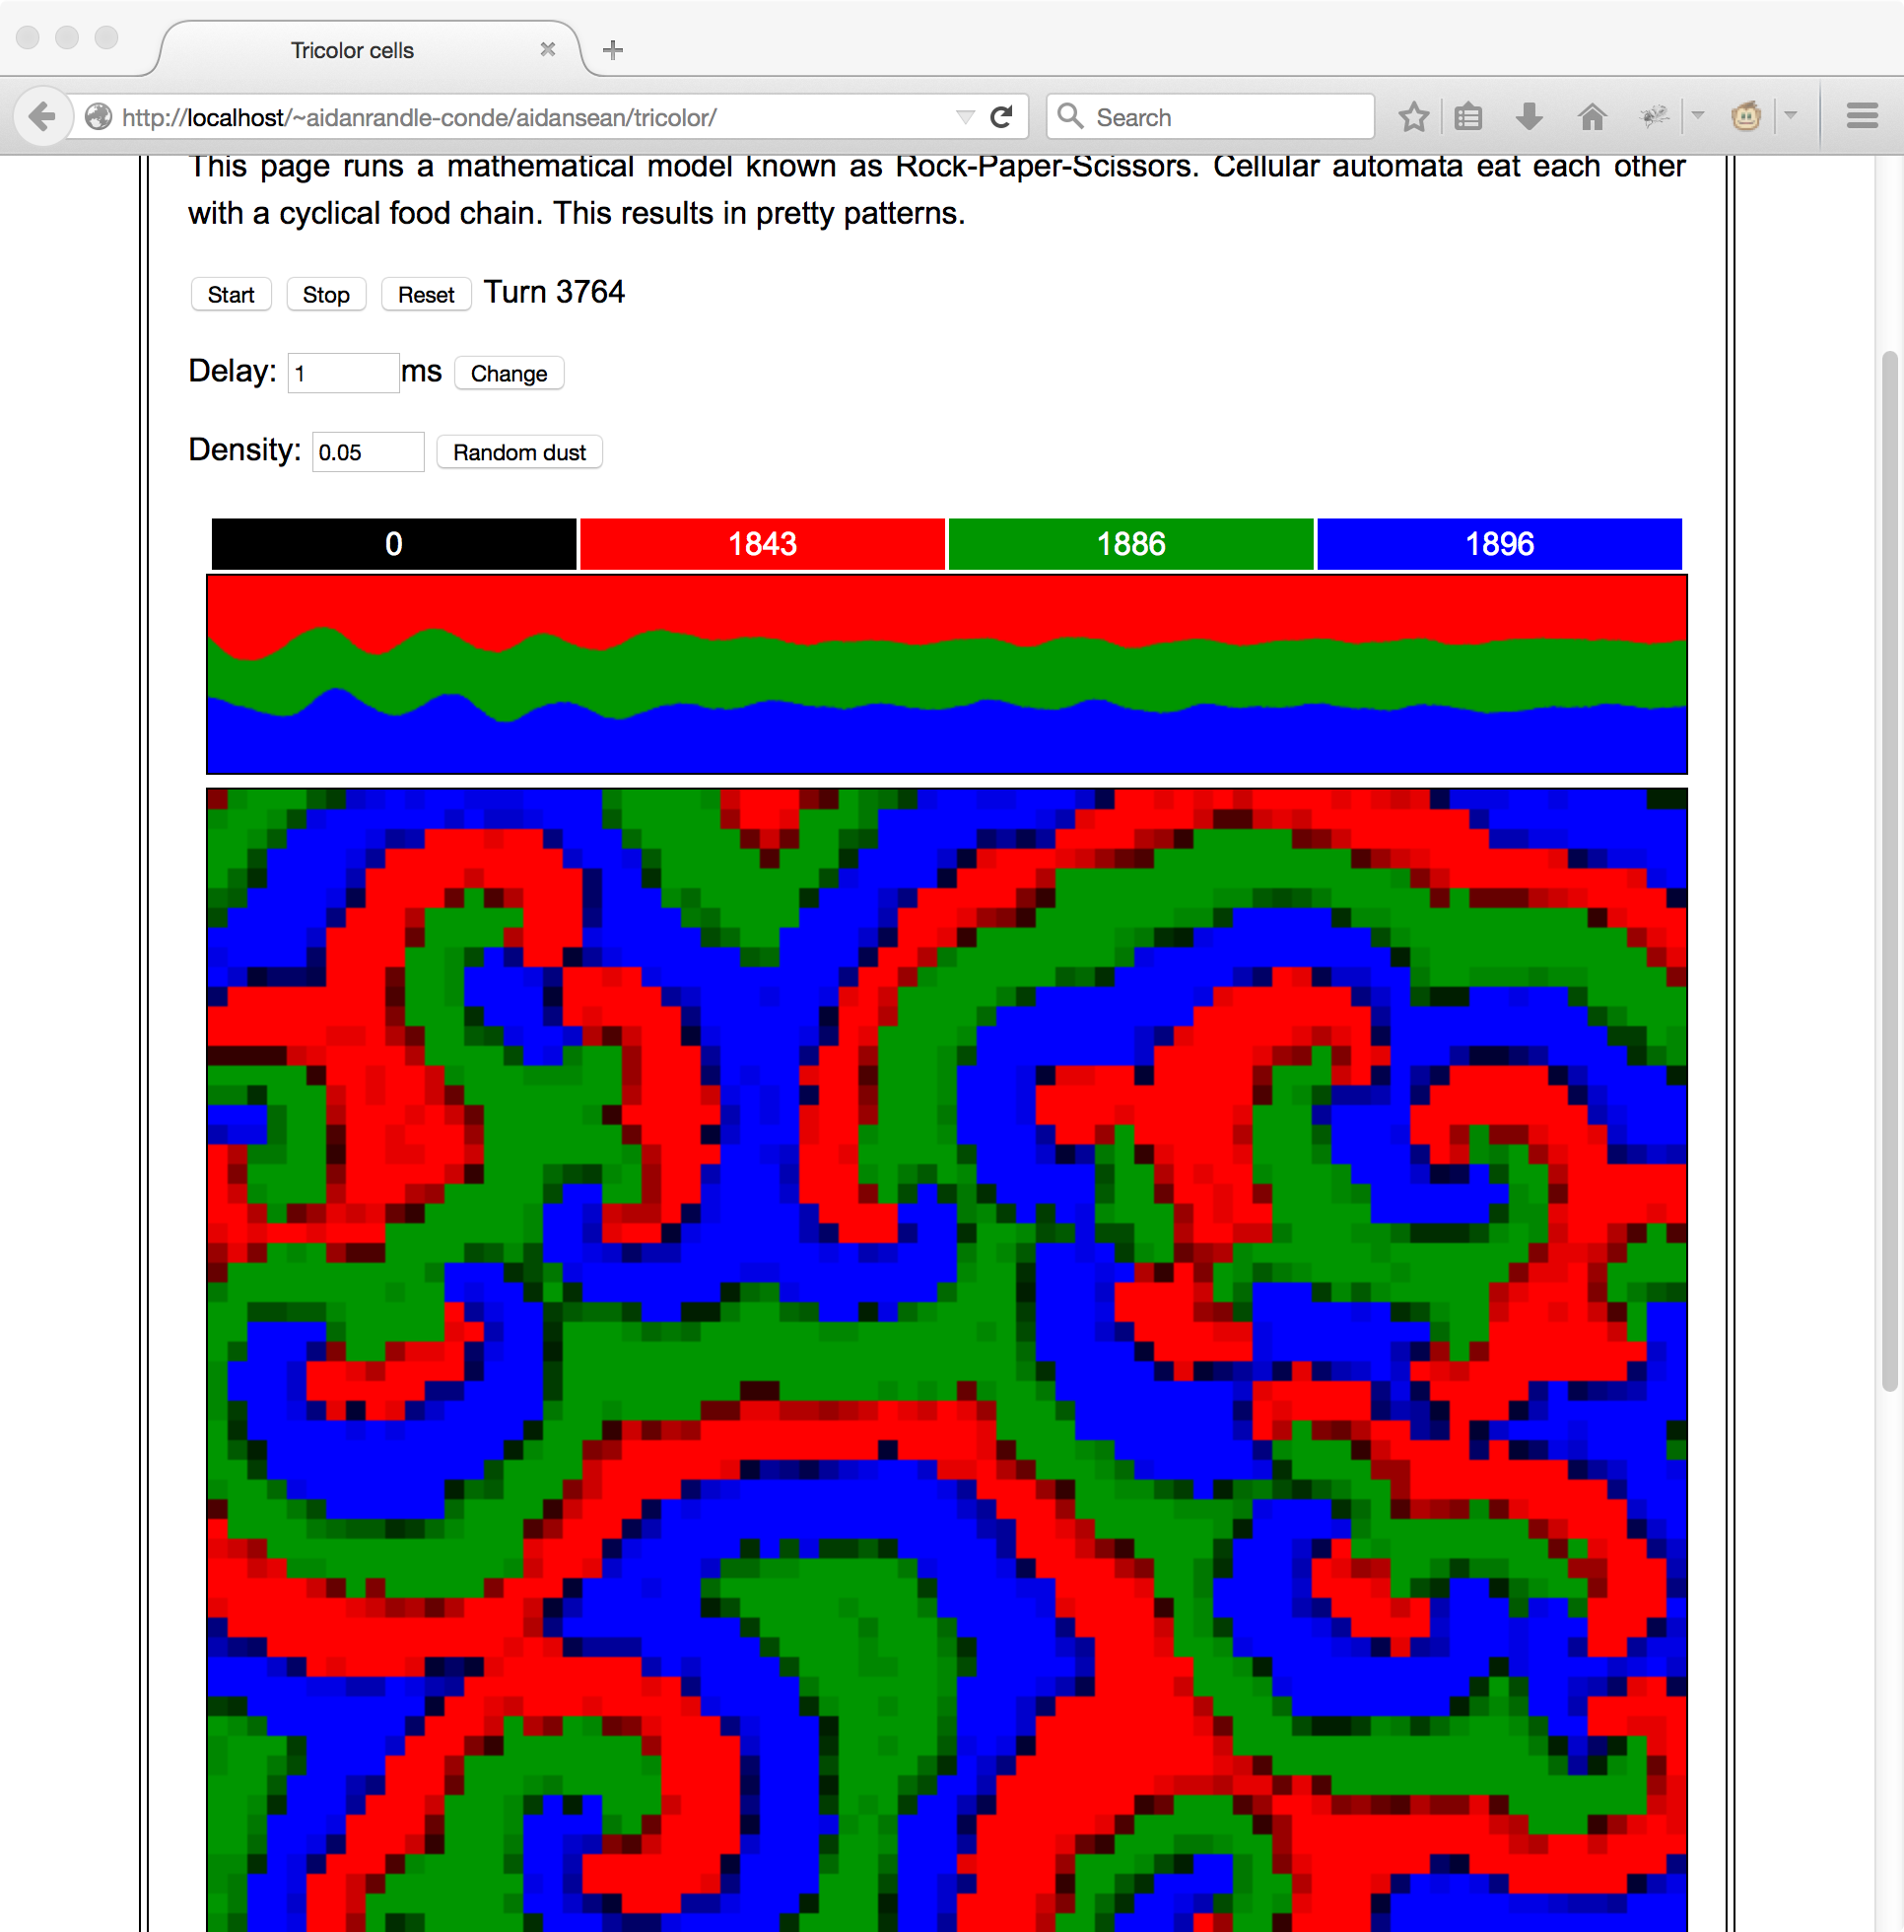 Tricolor cells
http://localhost/~aidanrandle-conde/aidansean/tricolor/
Search
This page runs a mathematical model known as Rock-Paper-Scissors. Cellular automata eat each other
with a cyclical food chain. This results in pretty patterns.
Start Stop Reset Turn 3764
Delay: 1 ms Change
Density: 0.05 Random dust
0 1843 1886 1896